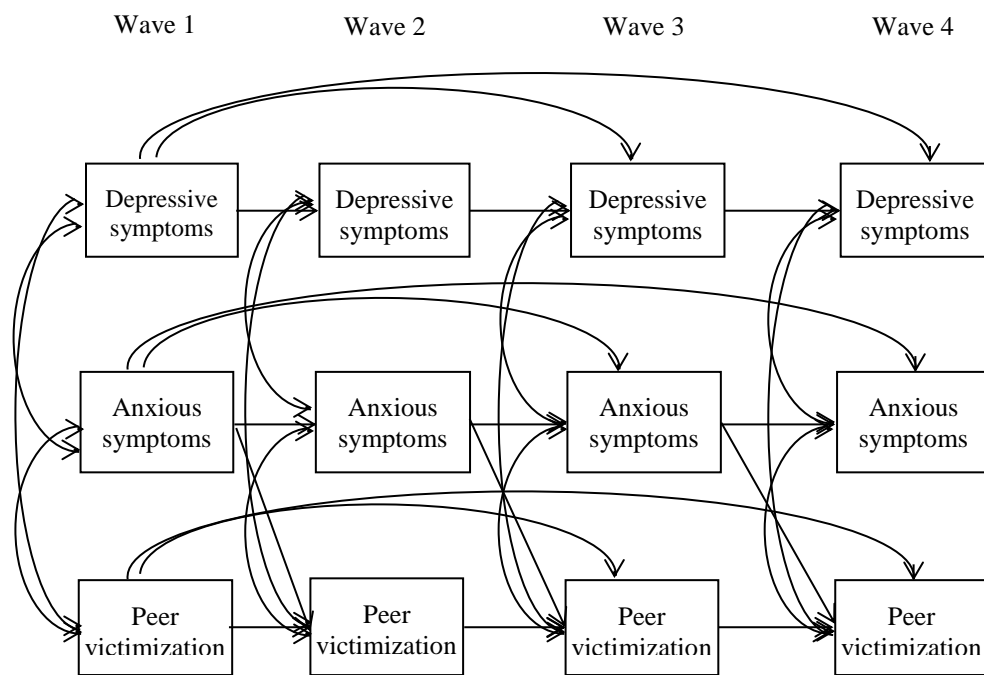 Wave 1 Wave 2 Wave 3 Wave 4
Depressive symptoms
Depressive symptoms
Depressive symptoms
Depressive symptoms
Anxious symptoms
Anxious symptoms
Anxious symptoms
Anxious symptoms
Peer victimization
Peer victimization
Peer victimization
Peer victimization